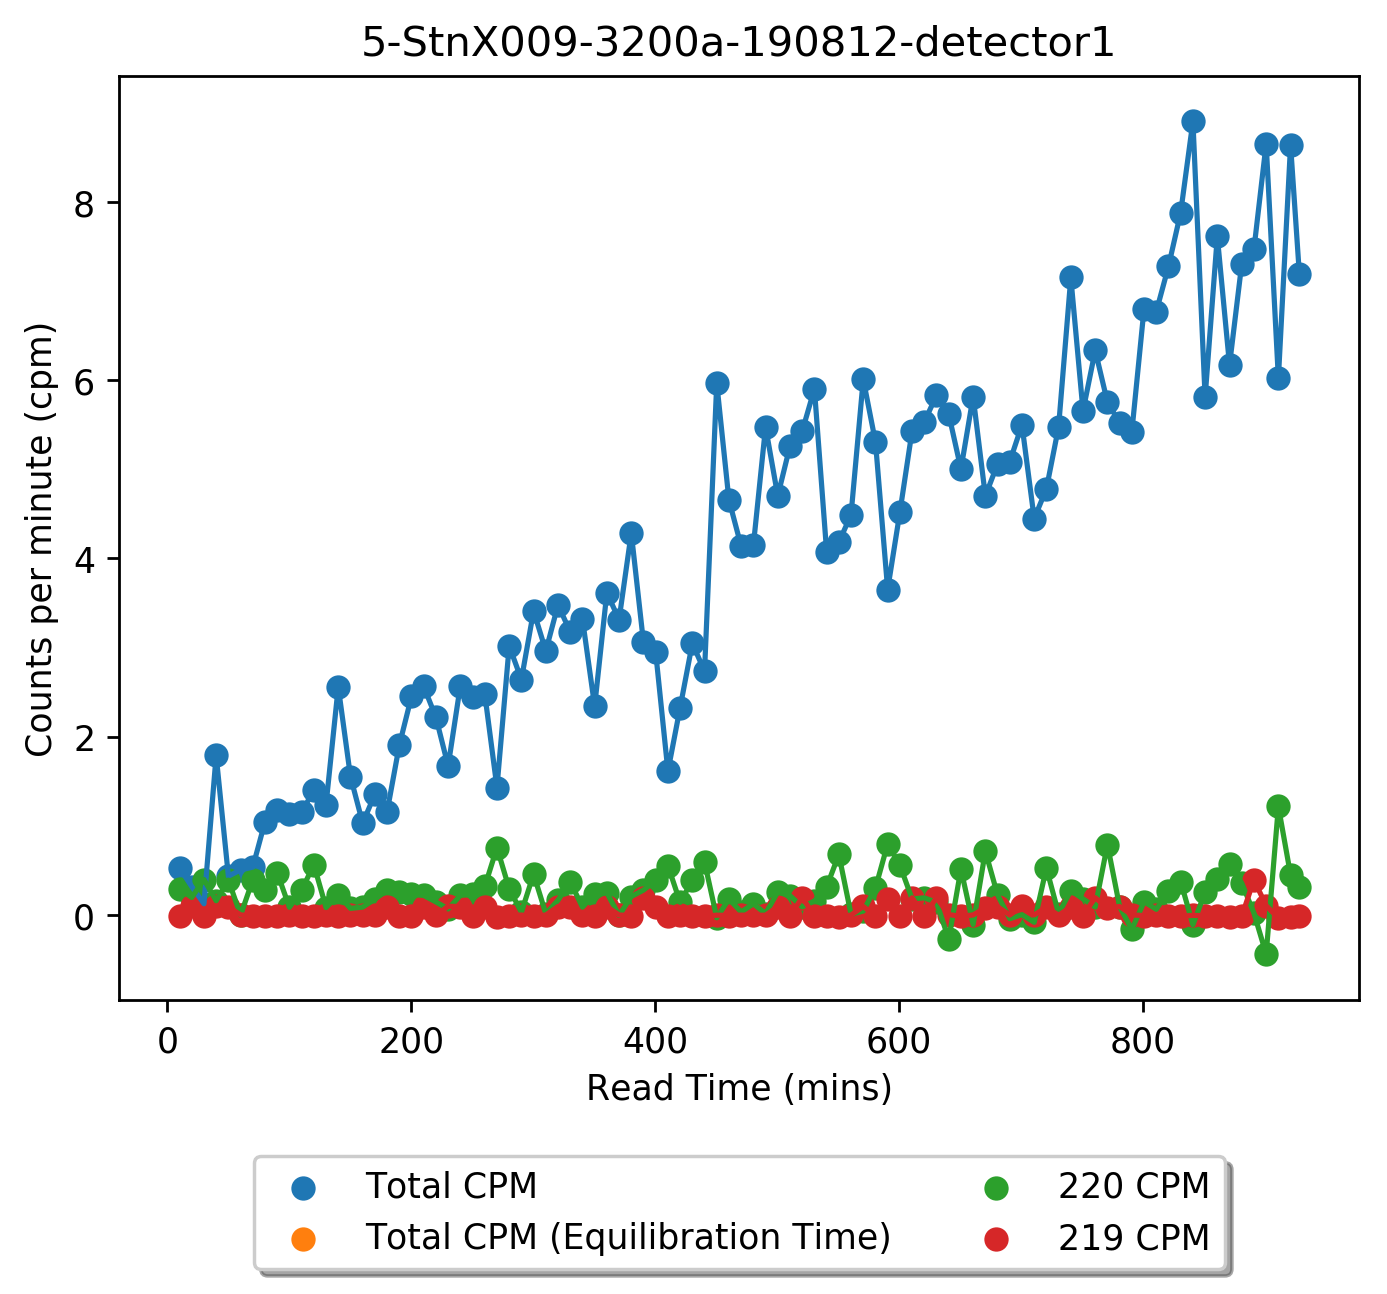 5-StnX009-3200a-190812-detector1
Counts per minute (cpm)
8
6
4
2
0
0 200 400 600 800
Read Time (mins)
Total CPM 220 CPM
Total CPM (Equilibration Time) 219 CPM